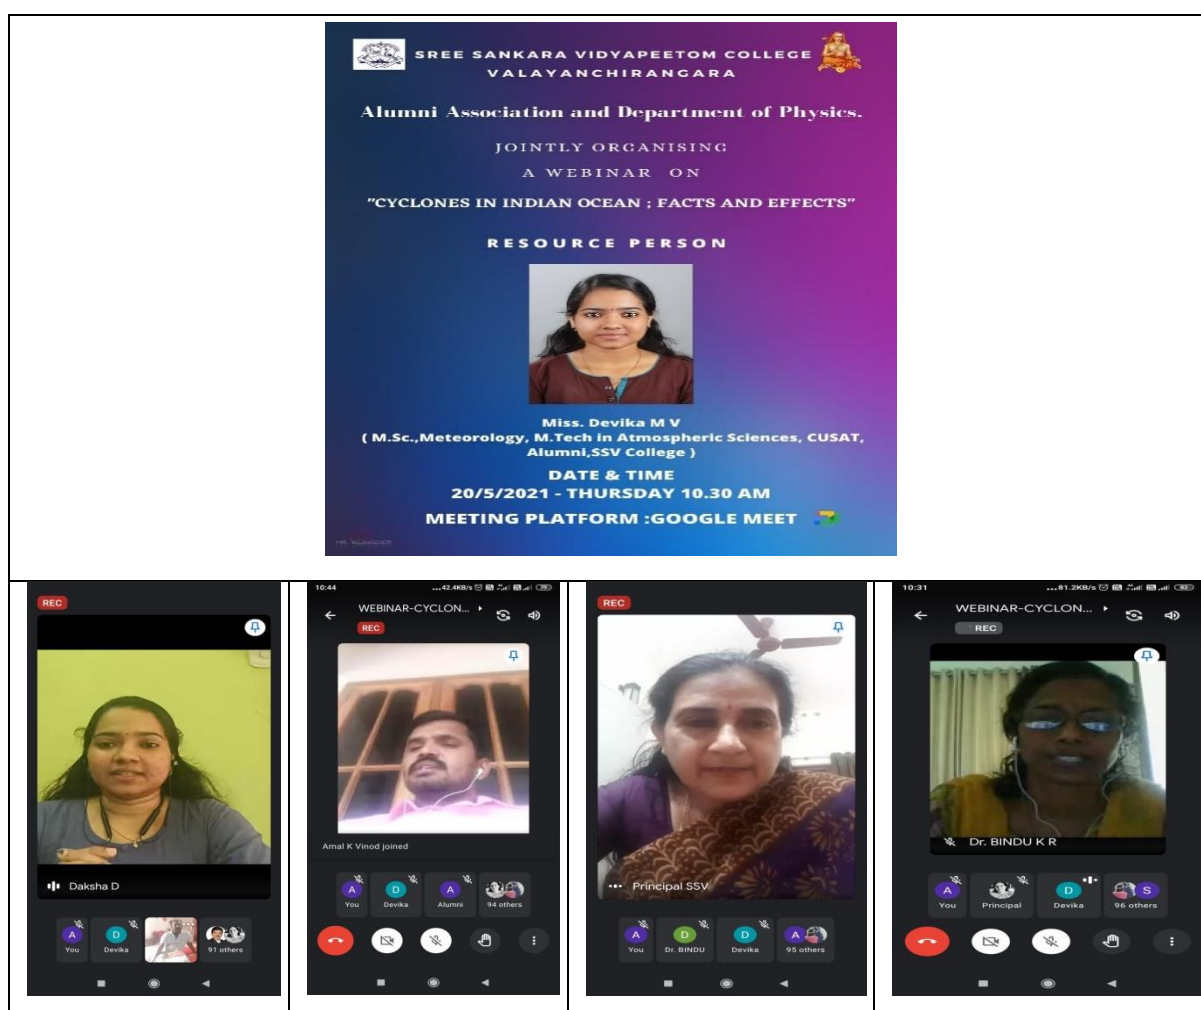 SREE SANKARA VIDYAPEETOM COLLEGE
VALAYANCHIRANGARA
Alumni Association and Department of Physics.
JOINTLY ORGANISING
A WEBINAR ON
"CYCLONES IN INDIAN OCEAN ; FACTS AND EFFECTS"
RESOURCE PERSON
Miss. Devika M V
( M.Sc.,Meteorology, M.Tech in Atmospheric Sciences, CUSAT,
Alumni,SSV College )
DATE & TIME
20/5/2021 - THURSDAY 10.30 AM
MEETING PLATFORM :GOOGLE MEET
REC
Daksha D
A D
You Devika 91 others
10:44 ...42.4KB/s
WEBINAR-CYCLON...
REC
Amal K Vinod joined
A D A
You Devika Alumni 94 others
REC
Principal SSV
A D D A
You Dr. BINDU Devika 95 others
10:31 ...81.2KB/s
WEBINAR-CYCLON...
REC
Dr. BINDU K R
A D S
You Principal Devika 96 others